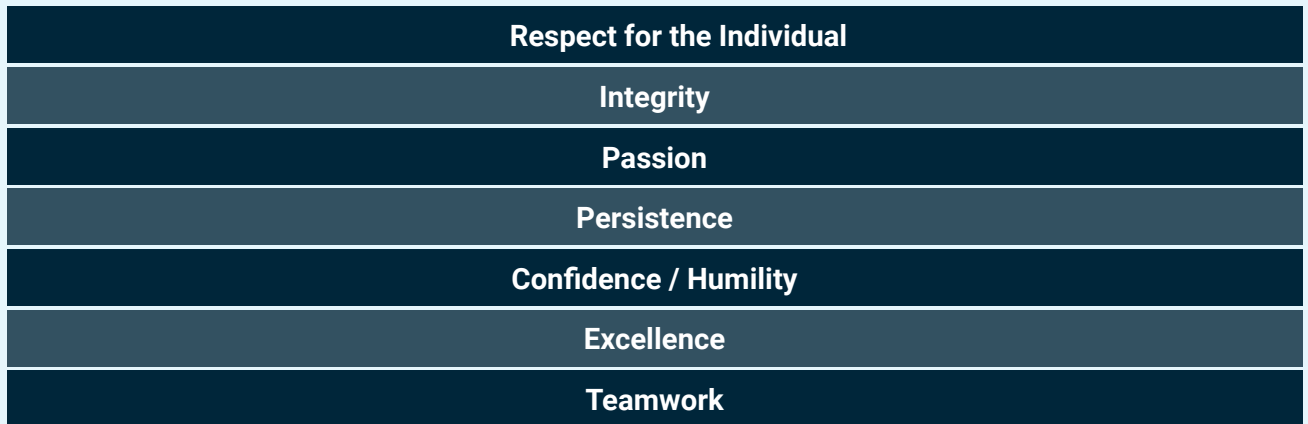 Respect for the Individual
Integrity
Passion
Persistence
Confidence / Humility
Excellence
Teamwork